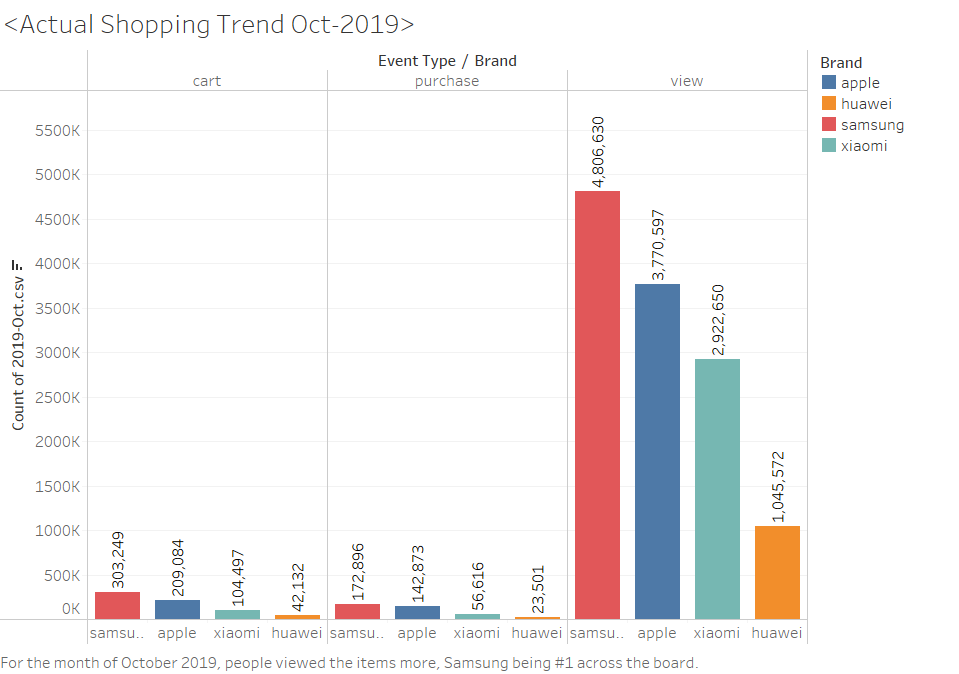 <Actual Shopping Trend Oct-2019>
Event Type / Brand
cart
purchase
view
Brand
apple
huawei
samsung
xiaomi
Count of 2019-Oct.csv
5500K
5000K
4500K
4000K
3500K
3000K
2500K
2000K
1500K
1000K
500K
0K
303,249
209,084
104,497
42,132
172,896
142,873
56,616
23,501
4,806,630
3,770,597
2,922,650
1,045,572
samsu.. apple xiaomi huawei samsu.. apple xiaomi huawei samsu.. apple xiaomi huawei
For the month of October 2019, people viewed the items more, Samsung being #1 across the board.